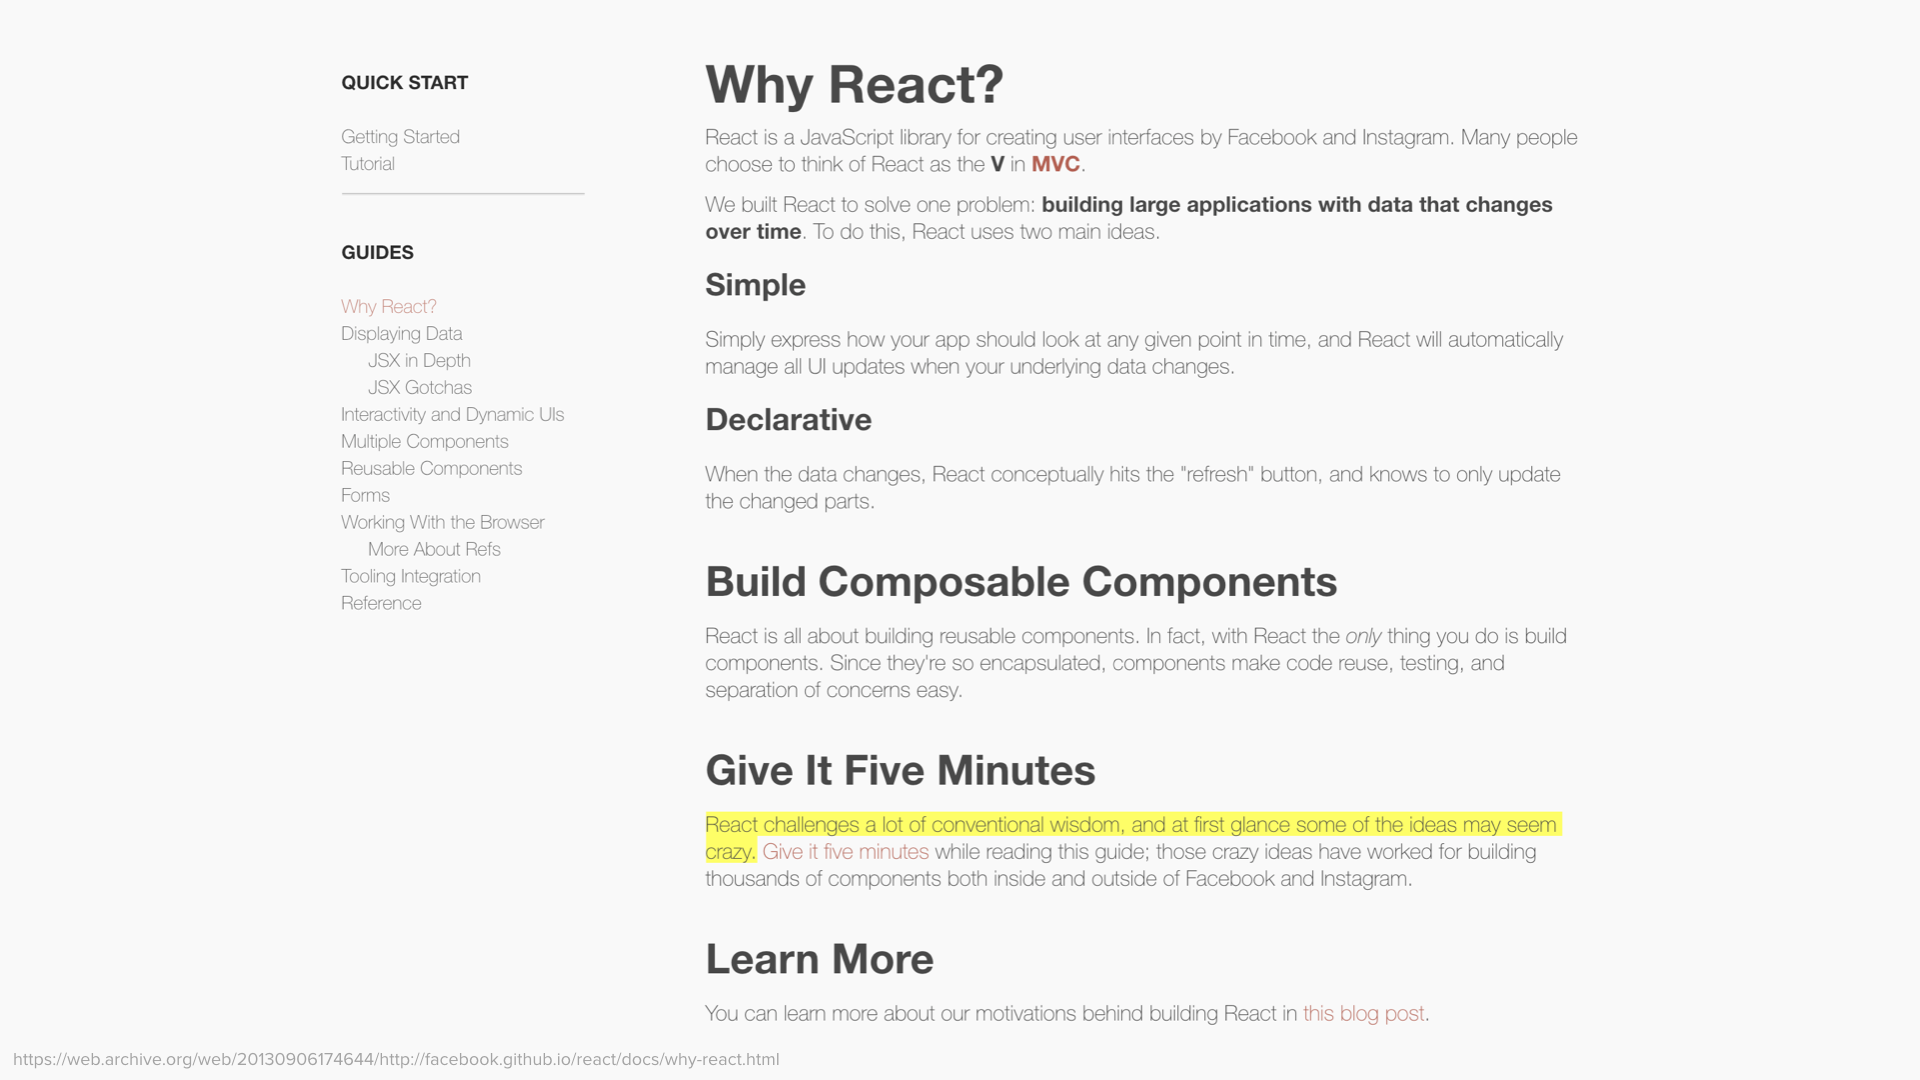 QUICK START
Getting Started
Tutorial
GUIDES
Why React?
Displaying Data
JSX in Depth
JSX Gotchas
Interactivity and Dynamic UIs
Multiple Components
Reusable Components
Forms
Working With the Browser
More About Refs
Tooling Integration
Reference
Why React?
React is a JavaScript library for creating user interfaces by Facebook and Instagram. Many people
choose to think of React as the V in MVC.
We built React to solve one problem: building large applications with data that changes
over time. To do this, React uses two main ideas.
Simple
Simply express how your app should look at any given point in time, and React will automatically
manage all UI updates when your underlying data changes.
Declarative
When the data changes, React conceptually hits the "refresh" button, and knows to only update
the changed parts.
Build Composable Components
React is all about building reusable components. In fact, with React the only thing you do is build
components. Since they're so encapsulated, components make code reuse, testing, and
separation of concerns easy.
Give It Five Minutes
React challenges a lot of conventional wisdom, and at first glance some of the ideas may seem
crazy. Give it five minutes while reading this guide; those crazy ideas have worked for building
thousands of components both inside and outside of Facebook and Instagram.
Learn More
You can learn more about our motivations behind building React in this blog post.
https://web.archive.org/web/20130906174644/http://facebook.github.io/react/docs/why-react.html